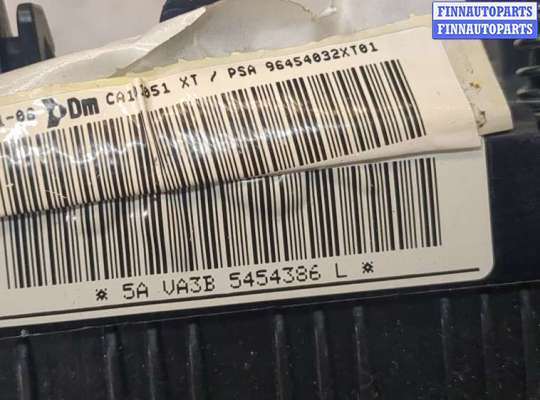 FINNAUTOPARTS
FINNAUTOPARTS
Dm XT / PSA 96454032XT01
* 5A VA3B 5454386 L *